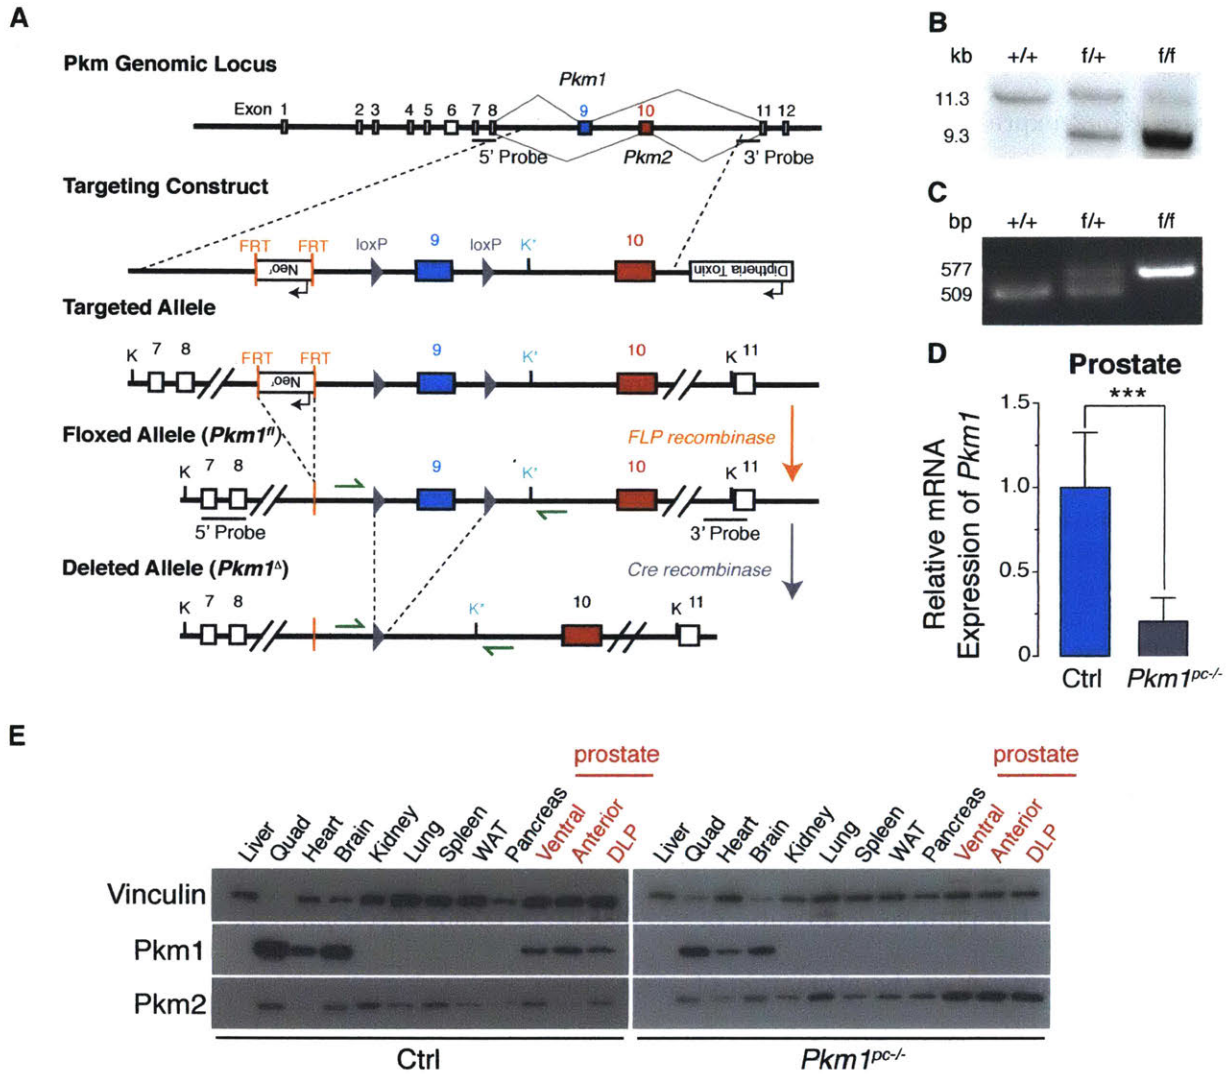 A
Pkm Genomic Locus
Pkm1
Exon 1 2 3 4 5 6 7 8 9 10 11 12
5' Probe Pkm2 3' Probe
Targeting Construct
FRT FRT loxP 9 loxP K* 10
Neoʳ Diptheria Toxin
Targeted Allele
K 7 8 FRT FRT 9 K* 10 K 11
Neoʳ
Floxed Allele (Pkm1ᶠˡ) FLP recombinase
K 7 8 9 K* 10 K 11
5' Probe 3' Probe
Deleted Allele (Pkm1ᐃ) Cre recombinase
K 7 8 K* 10 K 11
B
kb +/+ f/+ f/f
11.3
9.3
C
bp +/+ f/+ f/f
577
509
D
Prostate
***
Relative mRNA
Expression of Pkm1
1.5
1.0
0.5
0
Ctrl Pkm1ᵖᶜ⁻/⁻
E
prostate prostate
Liver Quad Heart Brain Kidney Lung Spleen WAT Pancreas Ventral Anterior DLP Liver Quad Heart Brain Kidney Lung Spleen WAT Pancreas Ventral Anterior DLP
Vinculin
Pkm1
Pkm2
Ctrl Pkm1ᵖᶜ⁻/⁻